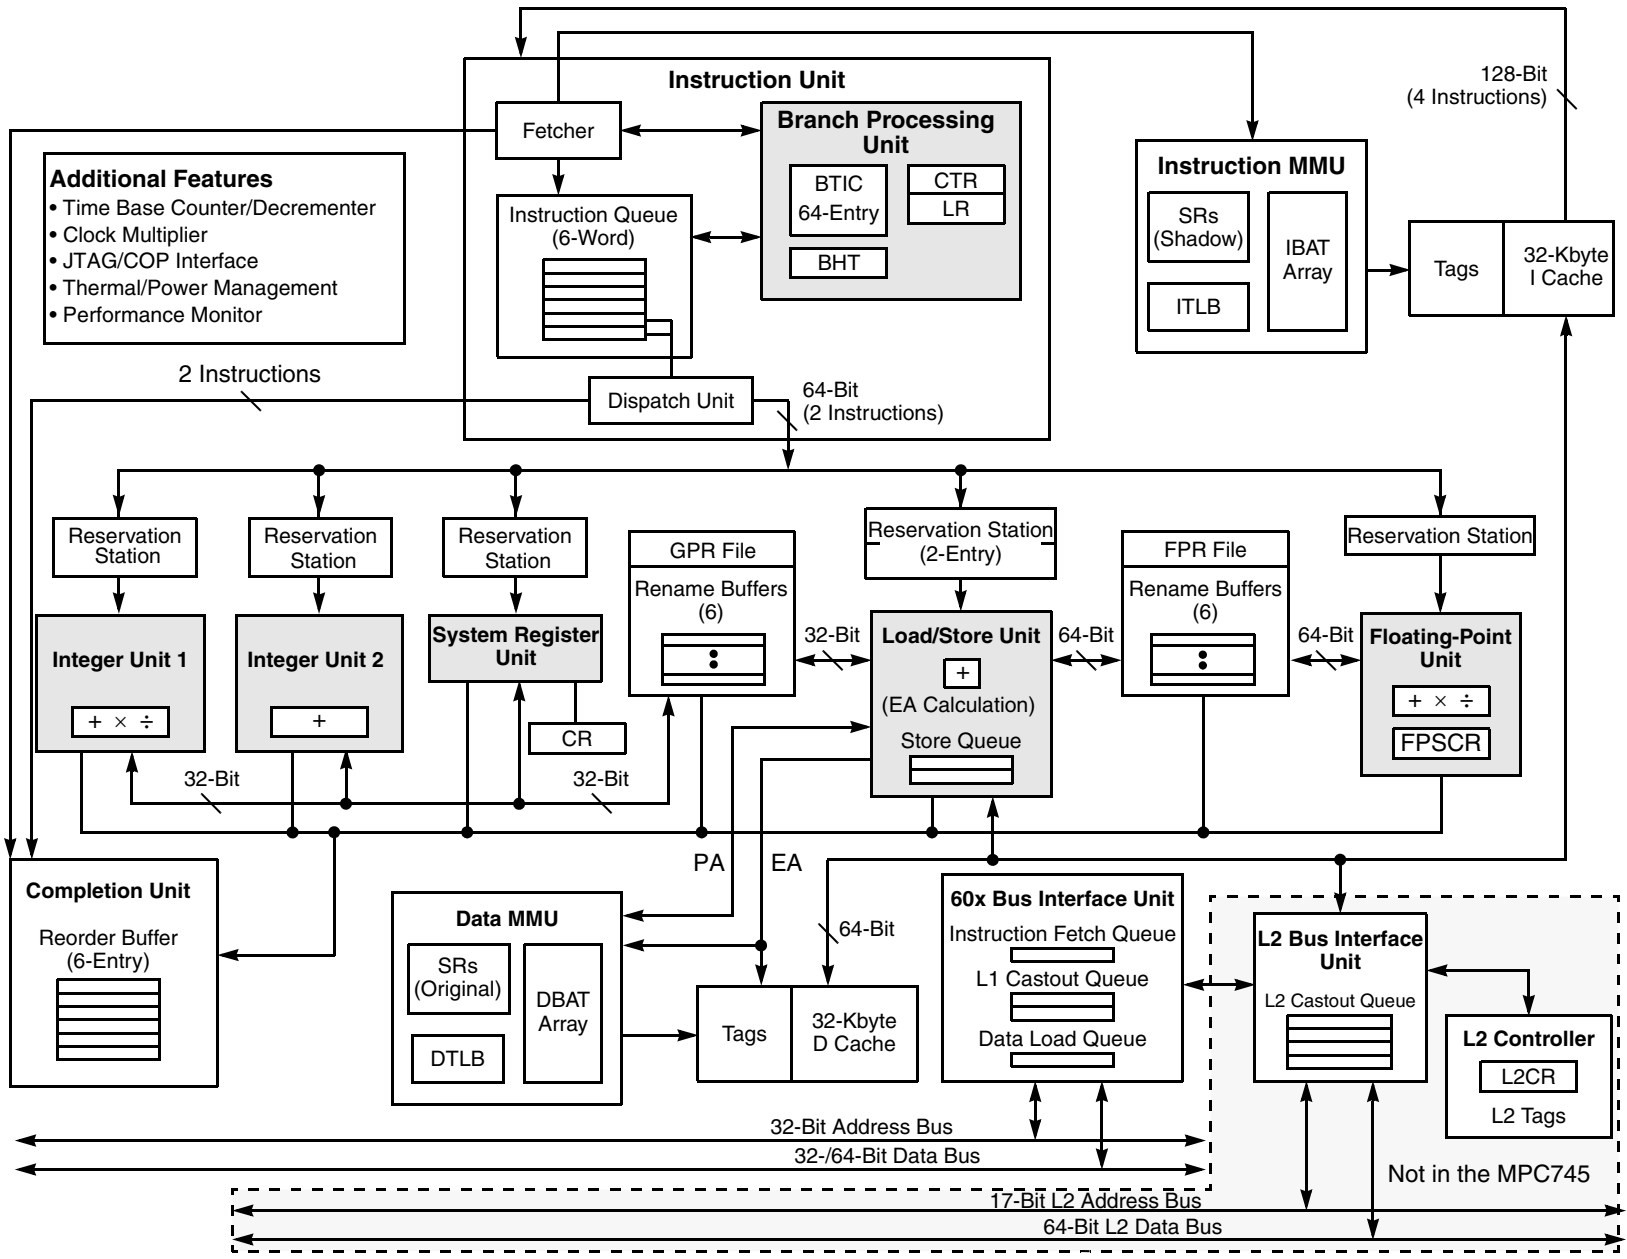 Instruction Unit
128-Bit
(4 Instructions)
Fetcher
Branch Processing
Unit
BTIC
64-Entry
CTR
LR
BHT
Instruction MMU
SRs
(Shadow)
ITLB
IBAT
Array
Tags
32-Kbyte
I Cache
Additional Features
• Time Base Counter/Decrementer
• Clock Multiplier
• JTAG/COP Interface
• Thermal/Power Management
• Performance Monitor
Instruction Queue
(6-Word)
2 Instructions
Dispatch Unit
64-Bit
(2 Instructions)
Reservation
Station
Reservation
Station
Reservation
Station
GPR File
Rename Buffers
(6)
Reservation Station
(2-Entry)
FPR File
Rename Buffers
(6)
Reservation Station
Integer Unit 1
+ × ÷
Integer Unit 2
+
System Register
Unit
CR
32-Bit
Load/Store Unit
+
(EA Calculation)
Store Queue
64-Bit
64-Bit
Floating-Point
Unit
+ × ÷
FPSCR
32-Bit
32-Bit
PA
EA
Completion Unit
Reorder Buffer
(6-Entry)
Data MMU
SRs
(Original)
DTLB
DBAT
Array
64-Bit
Tags
32-Kbyte
D Cache
60x Bus Interface Unit
Instruction Fetch Queue
L1 Castout Queue
Data Load Queue
L2 Bus Interface
Unit
L2 Castout Queue
L2 Controller
L2CR
L2 Tags
32-Bit Address Bus
32-/64-Bit Data Bus
Not in the MPC745
17-Bit L2 Address Bus
64-Bit L2 Data Bus